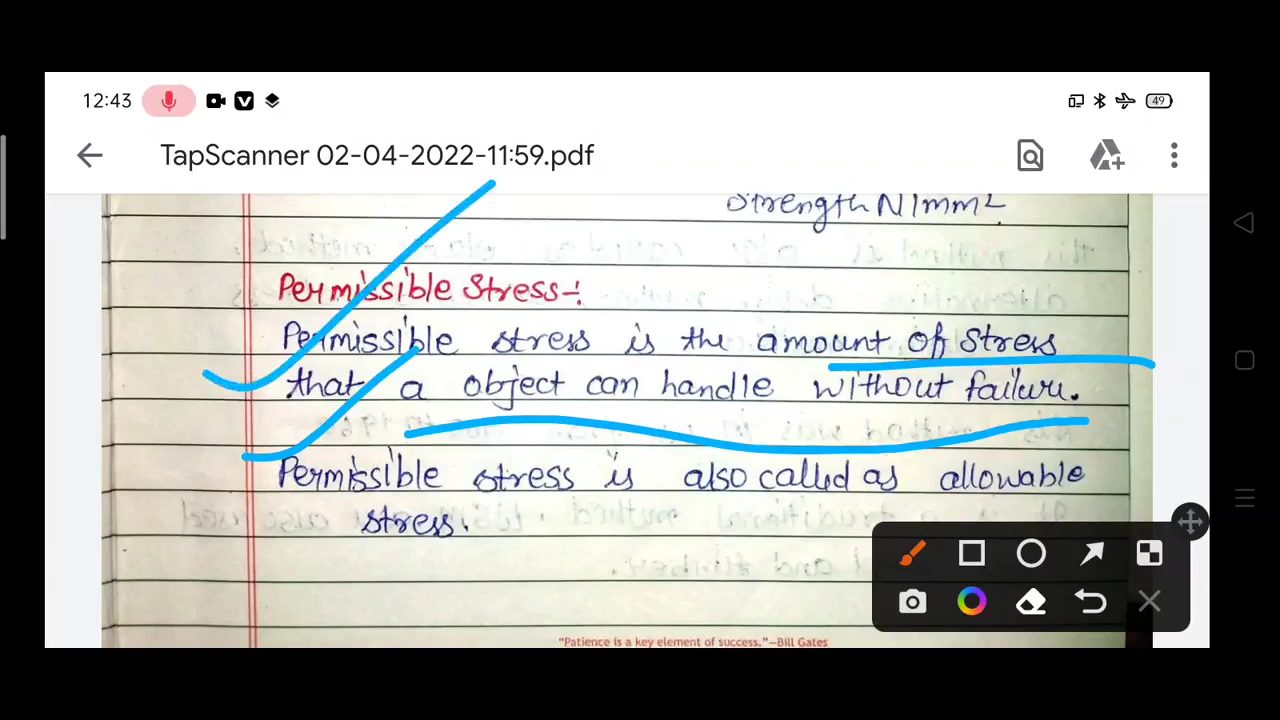 12:43
49
TapScanner 02-04-2022-11:59.pdf
Strength N/mm2
Permissible Stress-:
Permissible stress is the amount of stress
that a object can handle without failure.
Permissible stress is also called as allowable
stress.
"Patience is a key element of success."—Bill Gates